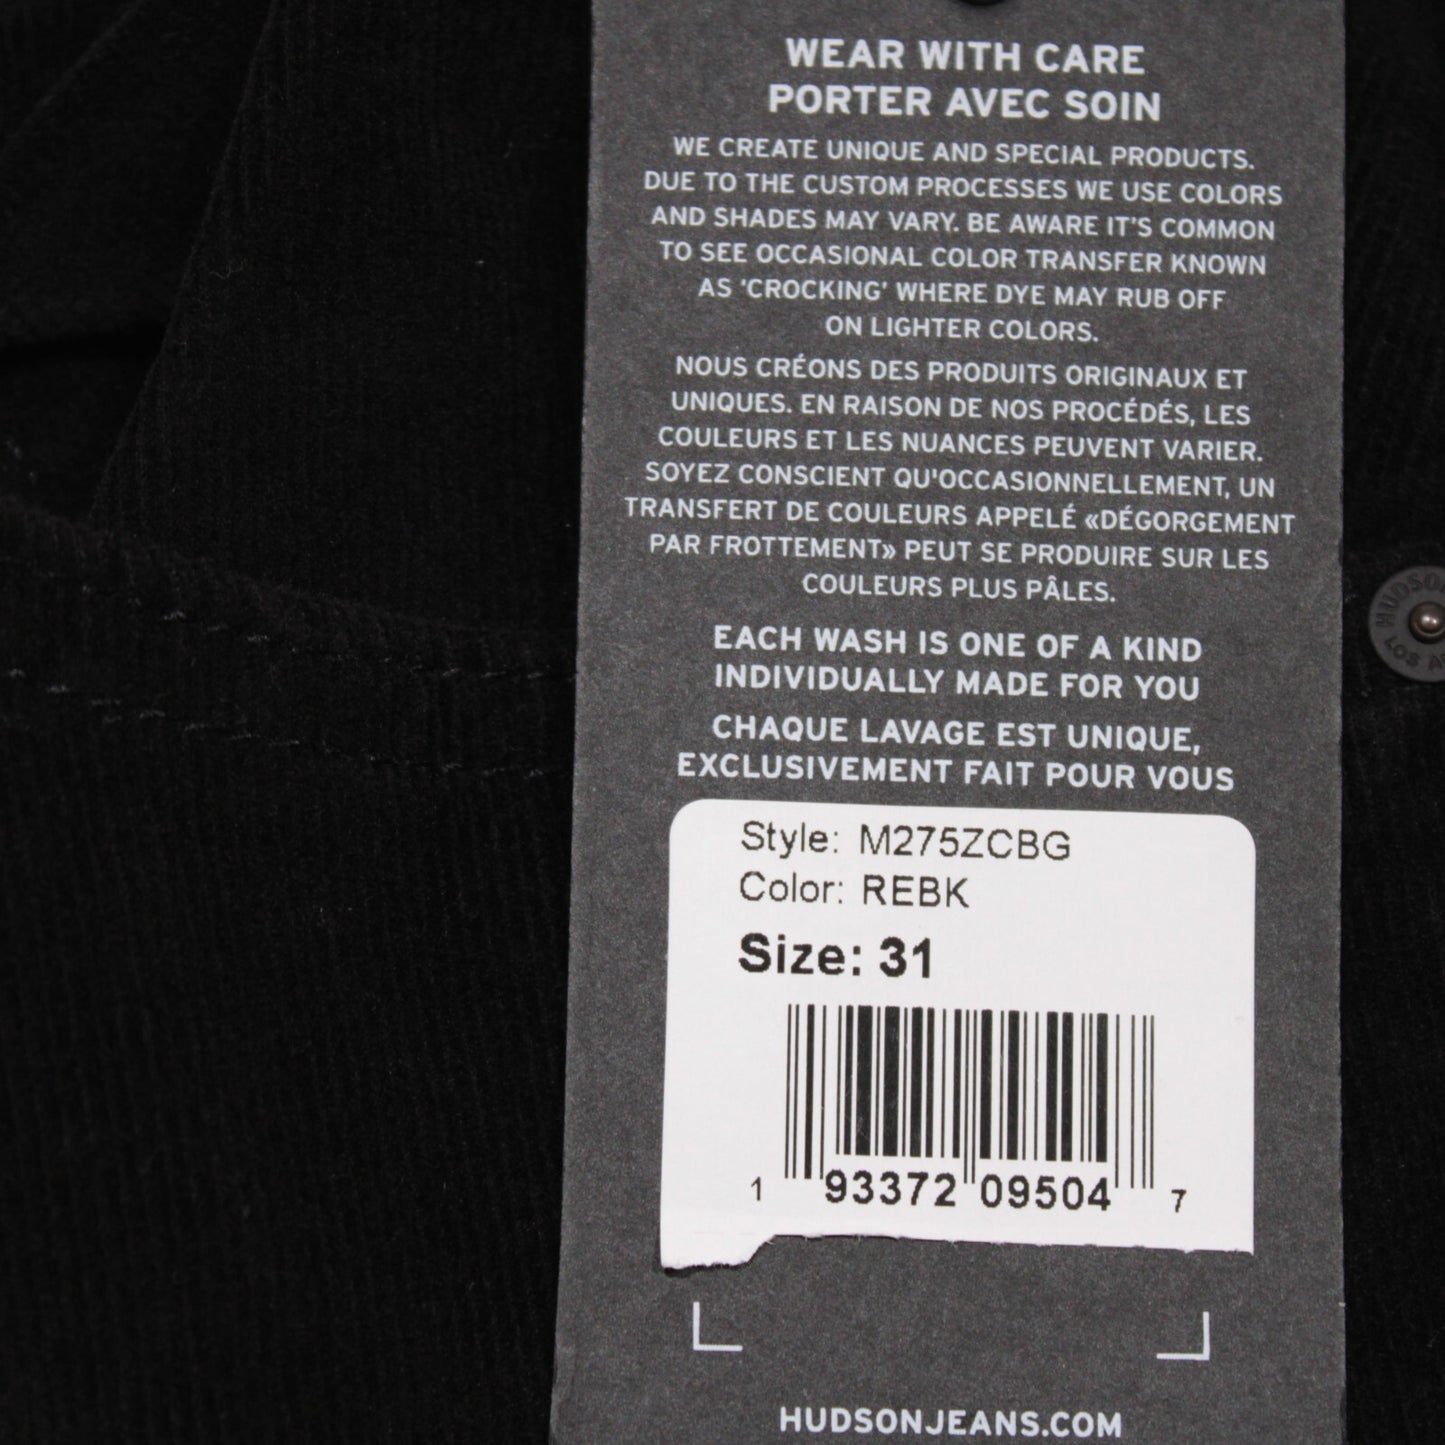 WEAR WITH CARE
PORTER AVEC SOIN
WE CREATE UNIQUE AND SPECIAL PRODUCTS.
DUE TO THE CUSTOM PROCESSES WE USE COLORS
AND SHADES MAY VARY. BE AWARE IT'S COMMON
TO SEE OCCASIONAL COLOR TRANSFER KNOWN
AS 'CROCKING' WHERE DYE MAY RUB OFF
ON LIGHTER COLORS.
NOUS CRÉONS DES PRODUITS ORIGINAUX ET
UNIQUES. EN RAISON DE NOS PROCÉDÉS, LES
COULEURS ET LES NUANCES PEUVENT VARIER.
SOYEZ CONSCIENT QU'OCCASIONNELLEMENT, UN
TRANSFERT DE COULEURS APPELÉ «DÉGORGEMENT
PAR FROTTEMENT» PEUT SE PRODUIRE SUR LES
COULEURS PLUS PÂLES.
EACH WASH IS ONE OF A KIND
INDIVIDUALLY MADE FOR YOU
CHAQUE LAVAGE EST UNIQUE,
EXCLUSIVEMENT FAIT POUR VOUS
Style: M275ZCBG
Color: REBK
Size: 31
1 93372 09504 7
HUDSONJEANS.COM
HUDSO
LOS A